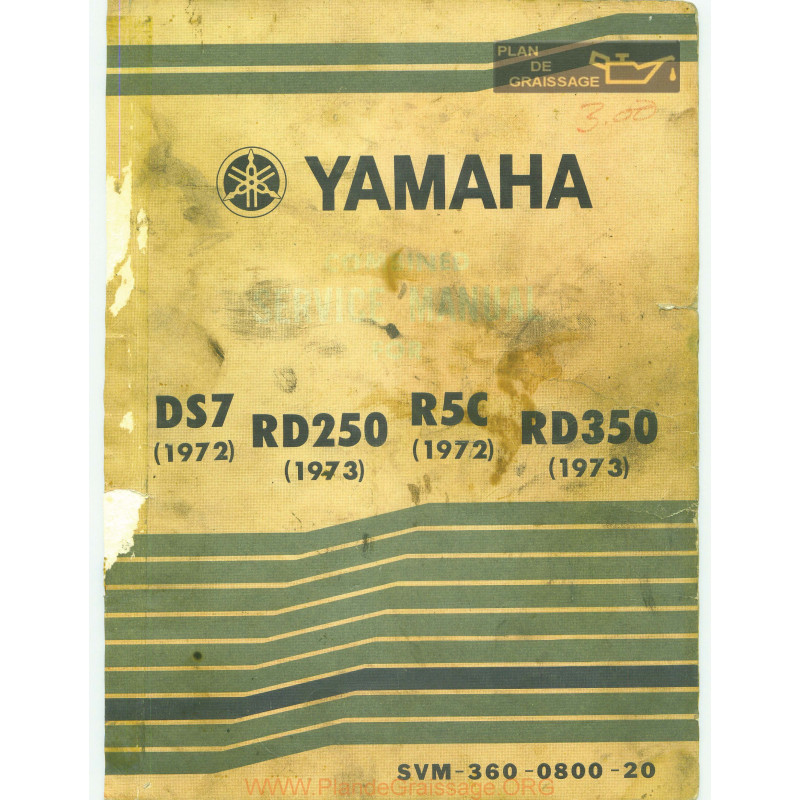 PLAN
DE
GRAISSAGE
3.00
YAMAHA
SERVICE MANUAL
DS7
(1972)
RD250
(1973)
R5C
(1972)
RD350
(1973)
SVM-360-0800-20
www.PlandeGraissage.ORG